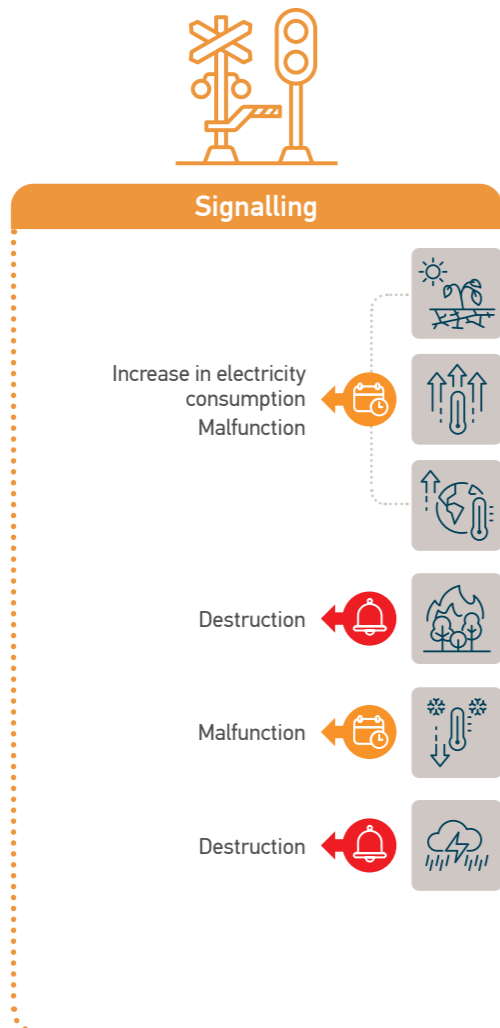 Signalling
Increase in electricity
consumption
Malfunction
Destruction
Malfunction
Destruction